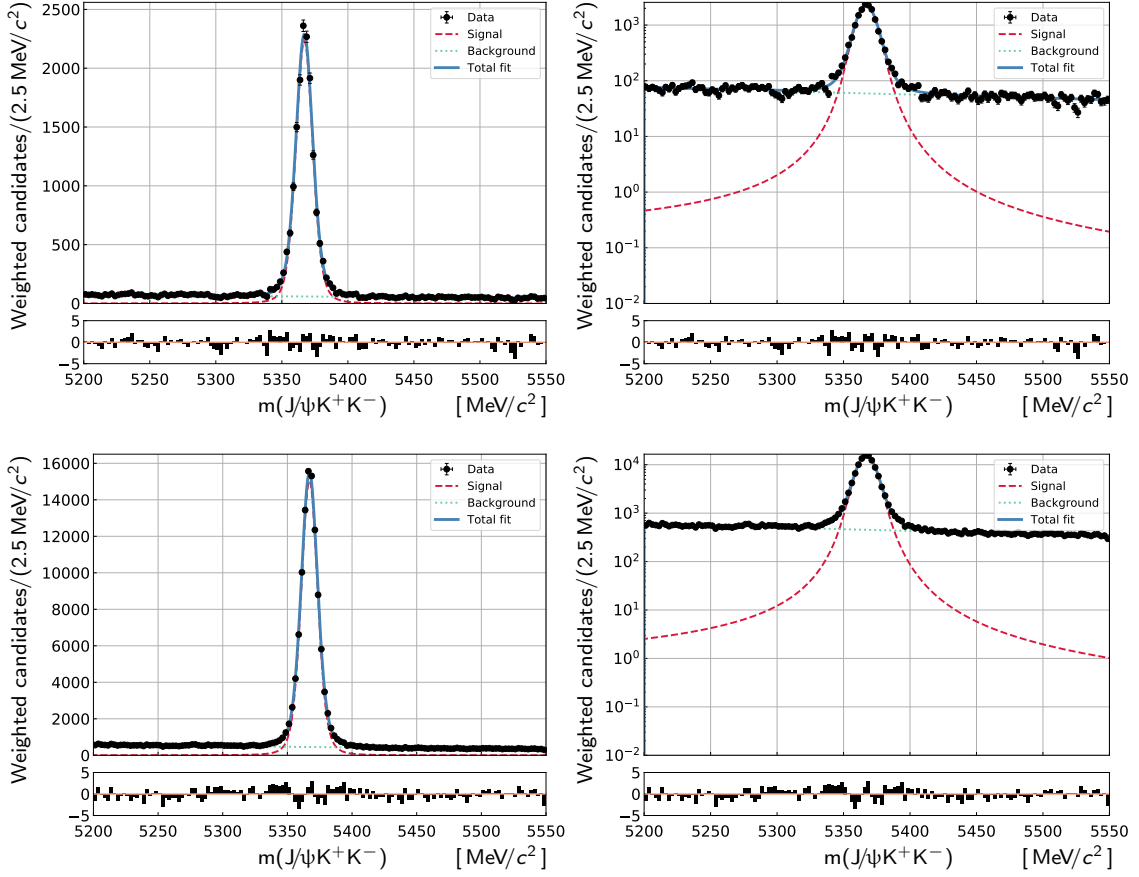 Weighted candidates/(2.5 MeV/c²)
2500
2000
1500
1000
500
0
Data
Signal
Background
Total fit
5
0
−5
5200 5250 5300 5350 5400 5450 5500 5550
m(J/ψK⁺K⁻) [MeV/c²]
Weighted candidates/(2.5 MeV/c²)
10³
10²
10¹
10⁰
10⁻¹
10⁻²
Data
Signal
Background
Total fit
5
0
−5
5200 5250 5300 5350 5400 5450 5500 5550
m(J/ψK⁺K⁻) [MeV/c²]
Weighted candidates/(2.5 MeV/c²)
16000
14000
12000
10000
8000
6000
4000
2000
0
Data
Signal
Background
Total fit
5
0
−5
5200 5250 5300 5350 5400 5450 5500 5550
m(J/ψK⁺K⁻) [MeV/c²]
Weighted candidates/(2.5 MeV/c²)
10⁴
10³
10²
10¹
10⁰
10⁻¹
10⁻²
Data
Signal
Background
Total fit
5
0
−5
5200 5250 5300 5350 5400 5450 5500 5550
m(J/ψK⁺K⁻) [MeV/c²]